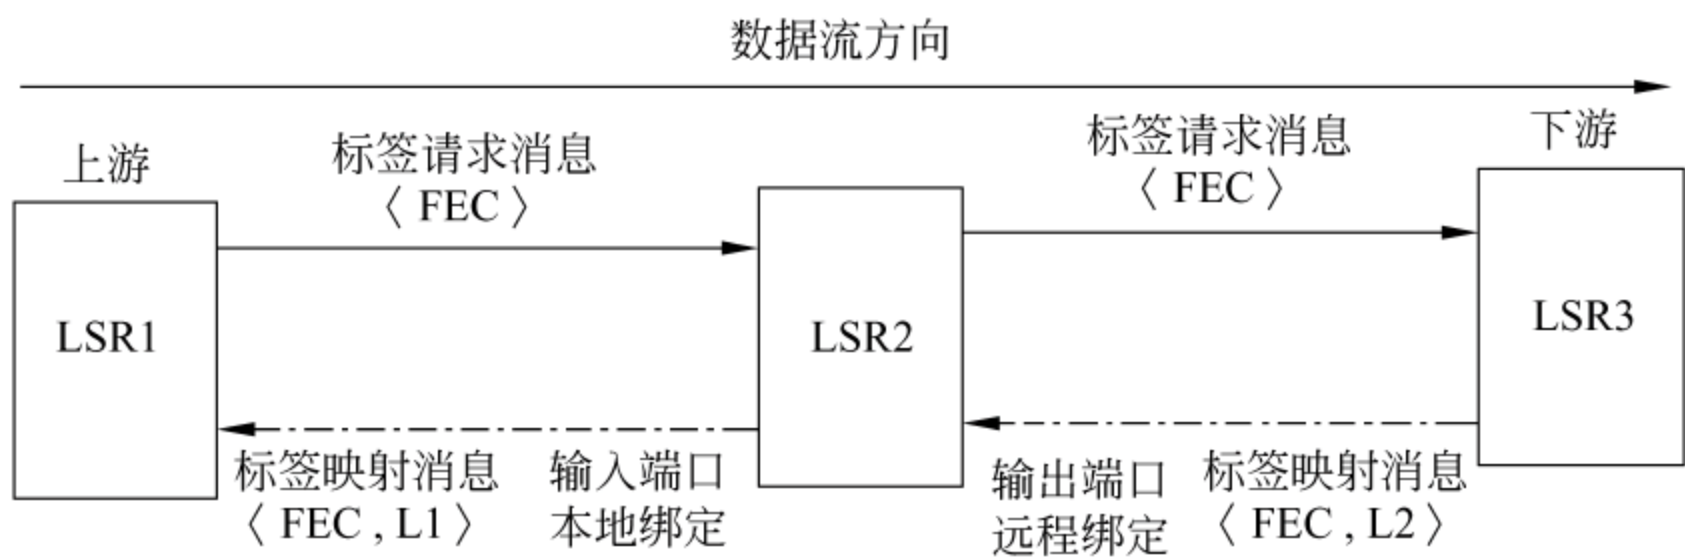 数据流方向
上游
标签请求消息
〈 FEC 〉
标签请求消息
〈 FEC 〉
下游
LSR1
LSR2
LSR3
标签映射消息
〈 FEC , L1 〉
输入端口
本地绑定
输出端口
远程绑定
标签映射消息
〈 FEC , L2 〉